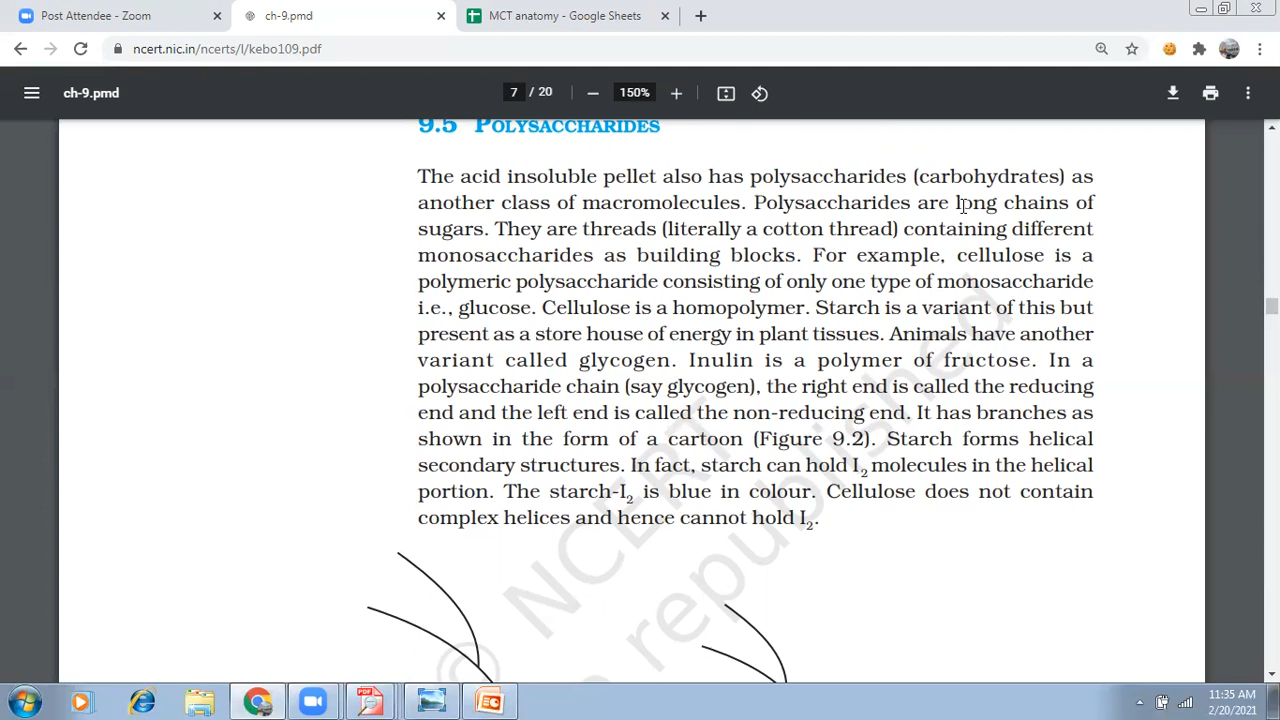 Post Attendee - Zoom
ch-9.pmd
MCT anatomy - Google Sheets
ncert.nic.in/ncerts/l/kebo109.pdf
ch-9.pmd
7 / 20
150%
9.5 POLYSACCHARIDES
The acid insoluble pellet also has polysaccharides (carbohydrates) as
another class of macromolecules. Polysaccharides are long chains of
sugars. They are threads (literally a cotton thread) containing different
monosaccharides as building blocks. For example, cellulose is a
polymeric polysaccharide consisting of only one type of monosaccharide
i.e., glucose. Cellulose is a homopolymer. Starch is a variant of this but
present as a store house of energy in plant tissues. Animals have another
variant called glycogen. Inulin is a polymer of fructose. In a
polysaccharide chain (say glycogen), the right end is called the reducing
end and the left end is called the non-reducing end. It has branches as
shown in the form of a cartoon (Figure 9.2). Starch forms helical
secondary structures. In fact, starch can hold I2 molecules in the helical
portion. The starch-I2 is blue in colour. Cellulose does not contain
complex helices and hence cannot hold I2.
© NCERT
republished
11:35 AM
2/20/2021